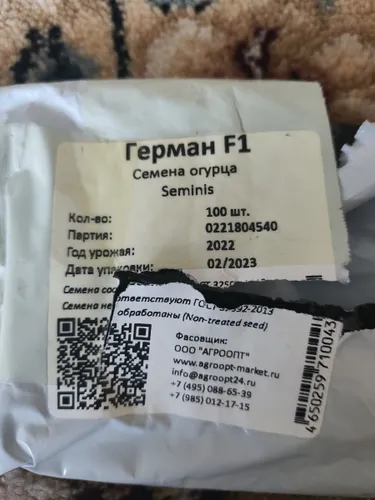 Герман F1
Семена огурца
Seminis
Кол-во: 100 шт.
Партия: 0221804540
Год урожая: 2022
Дата упаковки: 02/2023
Семена
ответствуют ГОСТ
Семена не
обработаны (Non-treated seed)
Фасовщик:
ООО "АГРООПТ"
www.agroopt-market.ru
info@agroopt24.ru
+7 (495) 088-65-39
+7 (985) 012-17-15
4650259710043